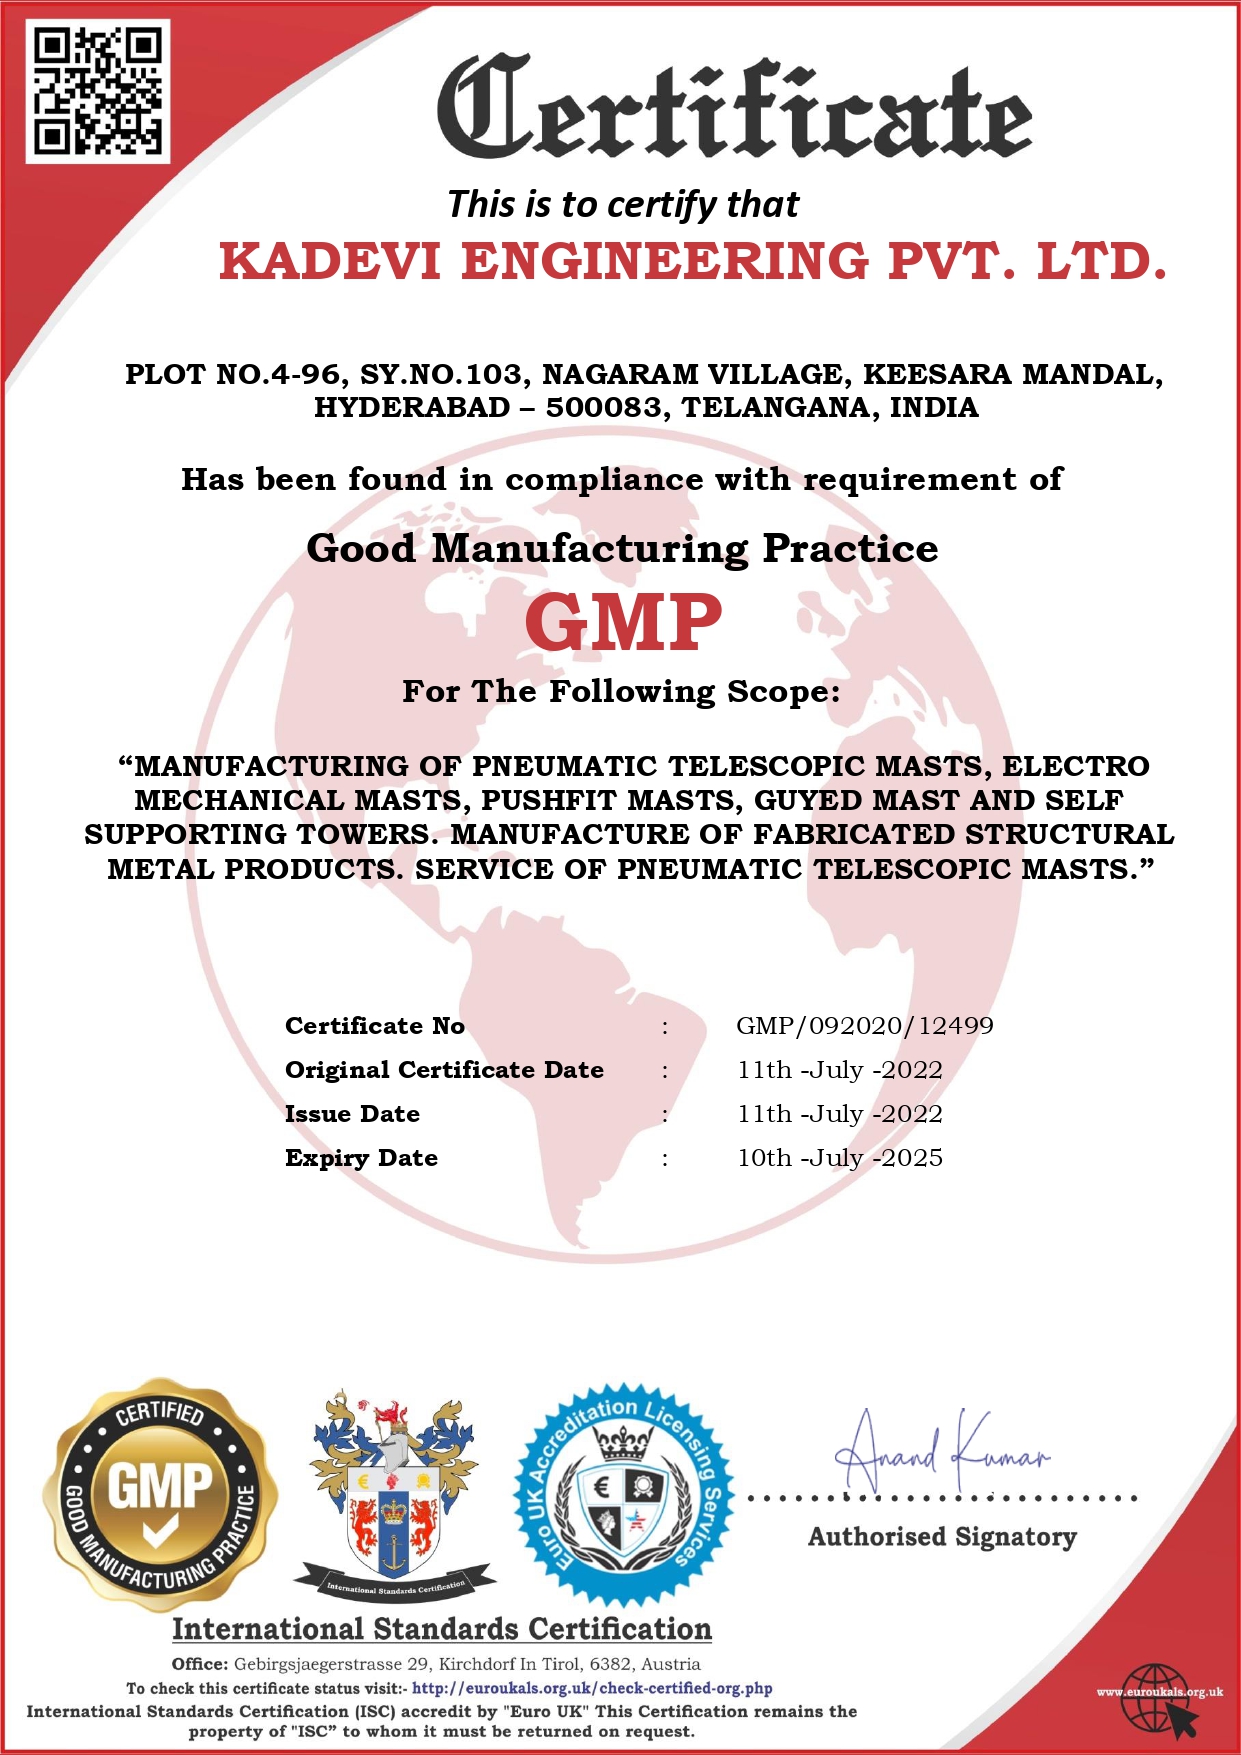 Certificate
This is to certify that
KADEVI ENGINEERING PVT. LTD.
PLOT NO.4-96, SY.NO.103, NAGARAM VILLAGE, KEESARA MANDAL,
HYDERABAD – 500083, TELANGANA, INDIA
Has been found in compliance with requirement of
Good Manufacturing Practice
GMP
For The Following Scope:
“MANUFACTURING OF PNEUMATIC TELESCOPIC MASTS, ELECTRO
MECHANICAL MASTS, PUSHFIT MASTS, GUYED MAST AND SELF
SUPPORTING TOWERS. MANUFACTURE OF FABRICATED STRUCTURAL
METAL PRODUCTS. SERVICE OF PNEUMATIC TELESCOPIC MASTS.”
Certificate No : GMP/092020/12499
Original Certificate Date : 11th -July -2022
Issue Date : 11th -July -2022
Expiry Date : 10th -July -2025
CERTIFIED
GMP
GOOD MANUFACTURING PRACTICE
International Standards Certification
Euro UK Accreditation Licensing Services
Anand Kumar
Authorised Signatory
International Standards Certification
Office: Gebirgsjaegerstrasse 29, Kirchdorf In Tirol, 6382, Austria
To check this certificate status visit:- http://euroukals.org.uk/check-certified-org.php
International Standards Certification (ISC) accredit by "Euro UK" This Certification remains the
property of "ISC” to whom it must be returned on request.
www.euroukals.org.uk